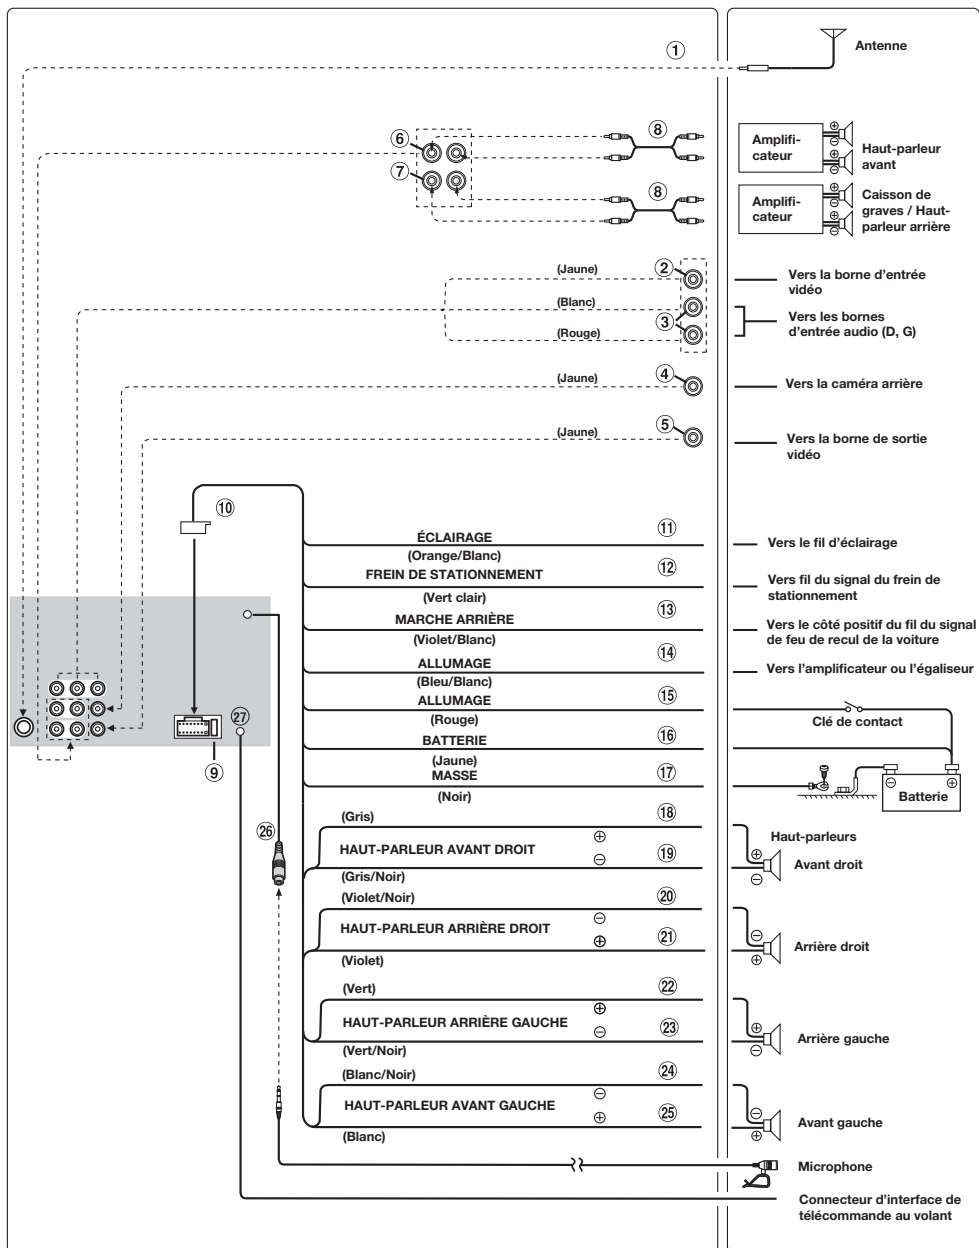 ①
Antenne
⑥
⑧
Amplifi-
cateur
⊕
⊖
⊕
⊖
Haut-parleur
avant
⑦
⑧
Amplifi-
cateur
⊕
⊖
⊕
⊖
Caisson de
graves / Haut-
parleur arrière
(Jaune)
②
Vers la borne d'entrée
vidéo
(Blanc)
③
(Rouge)
Vers les bornes
d'entrée audio (D, G)
(Jaune)
④
Vers la caméra arrière
(Jaune)
⑤
Vers la borne de sortie
vidéo
⑩
ÉCLAIRAGE
⑪
(Orange/Blanc)
Vers le fil d'éclairage
FREIN DE STATIONNEMENT
⑫
(Vert clair)
Vers fil du signal du frein de
stationnement
MARCHE ARRIÈRE
⑬
(Violet/Blanc)
Vers le côté positif du fil du signal
de feu de recul de la voiture
ALLUMAGE
⑭
(Bleu/Blanc)
Vers l'amplificateur ou l'égaliseur
ALLUMAGE
⑮
(Rouge)
Clé de contact
BATTERIE
⑯
(Jaune)
MASSE
⑰
(Noir)
⊖
⊕
Batterie
㉗
⑨
㉖
(Gris)
⑱
HAUT-PARLEUR AVANT DROIT
⊕
⊖
⑲
(Gris/Noir)
Haut-parleurs
⊕
⊖
Avant droit
(Violet/Noir)
⑳
HAUT-PARLEUR ARRIÈRE DROIT
⊖
⊕
㉑
(Violet)
⊖
⊕
Arrière droit
(Vert)
㉒
HAUT-PARLEUR ARRIÈRE GAUCHE
⊕
⊖
㉓
(Vert/Noir)
⊕
⊖
Arrière gauche
(Blanc/Noir)
㉔
HAUT-PARLEUR AVANT GAUCHE
⊖
⊕
㉕
(Blanc)
⊖
⊕
Avant gauche
Microphone
Connecteur d'interface de
télécommande au volant